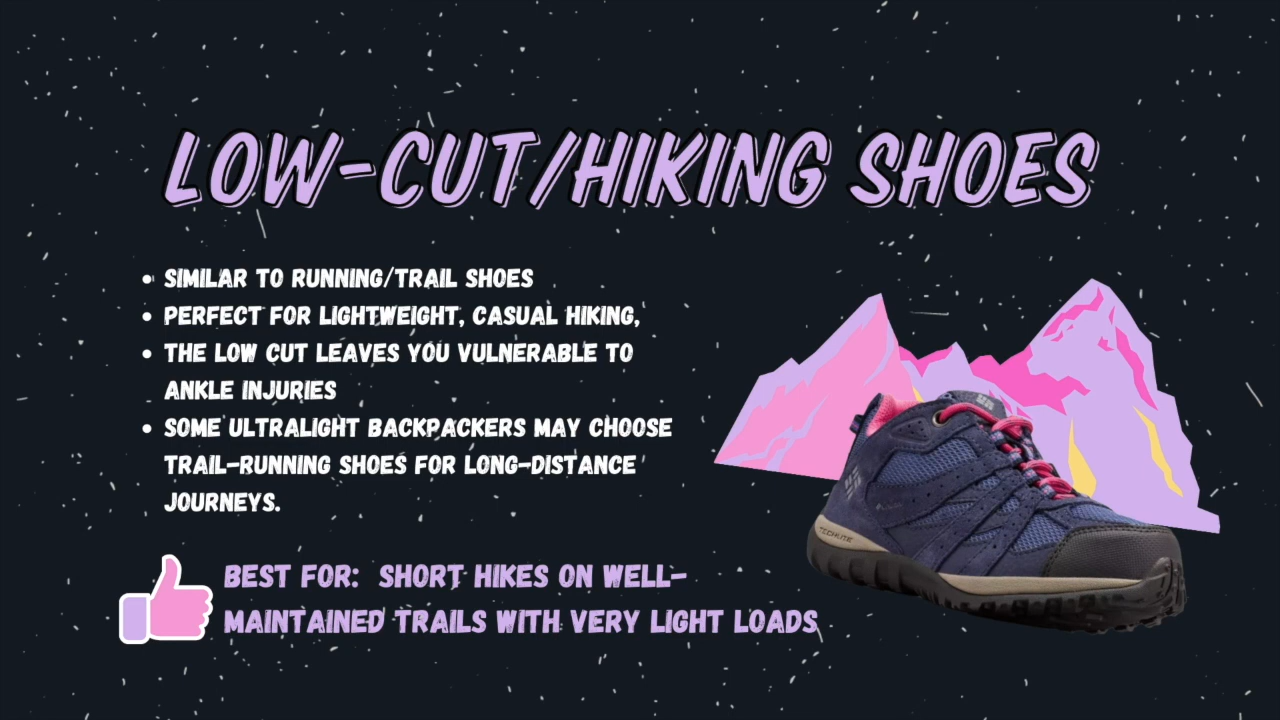 LOW-CUT/HIKING SHOES
• SIMILAR TO RUNNING/TRAIL SHOES
• PERFECT FOR LIGHTWEIGHT, CASUAL HIKING,
• THE LOW CUT LEAVES YOU VULNERABLE TO
ANKLE INJURIES
• SOME ULTRALIGHT BACKPACKERS MAY CHOOSE
TRAIL-RUNNING SHOES FOR LONG-DISTANCE
JOURNEYS.
BEST FOR: SHORT HIKES ON WELL-
MAINTAINED TRAILS WITH VERY LIGHT LOADS
TECHLITE